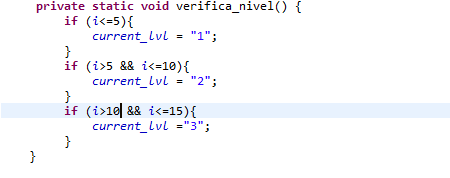 private static void verifica_nivel() {
if (i<=5){
current_lvl = "1";
}
if (i>5 && i<=10){
current_lvl = "2";
}
if (i>10 && i<=15){
current_lvl ="3";
}
}